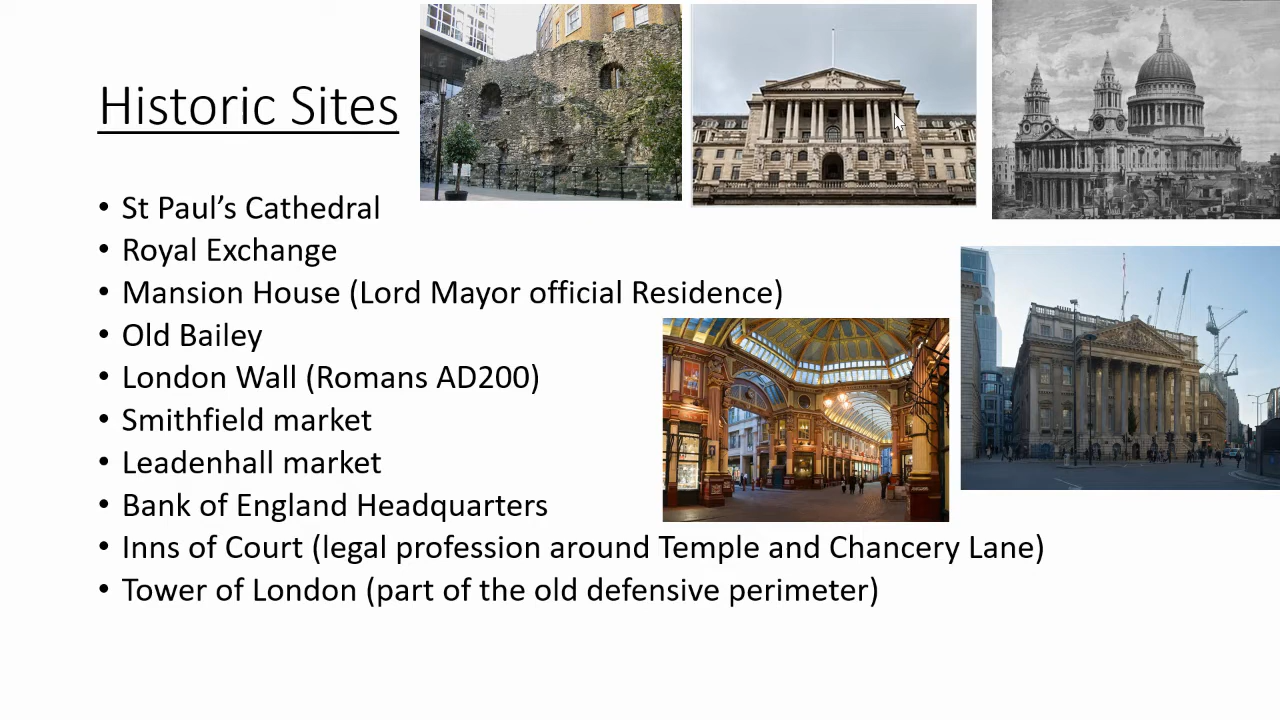 Historic Sites
• St Paul’s Cathedral
• Royal Exchange
• Mansion House (Lord Mayor official Residence)
• Old Bailey
• London Wall (Romans AD200)
• Smithfield market
• Leadenhall market
• Bank of England Headquarters
• Inns of Court (legal profession around Temple and Chancery Lane)
• Tower of London (part of the old defensive perimeter)